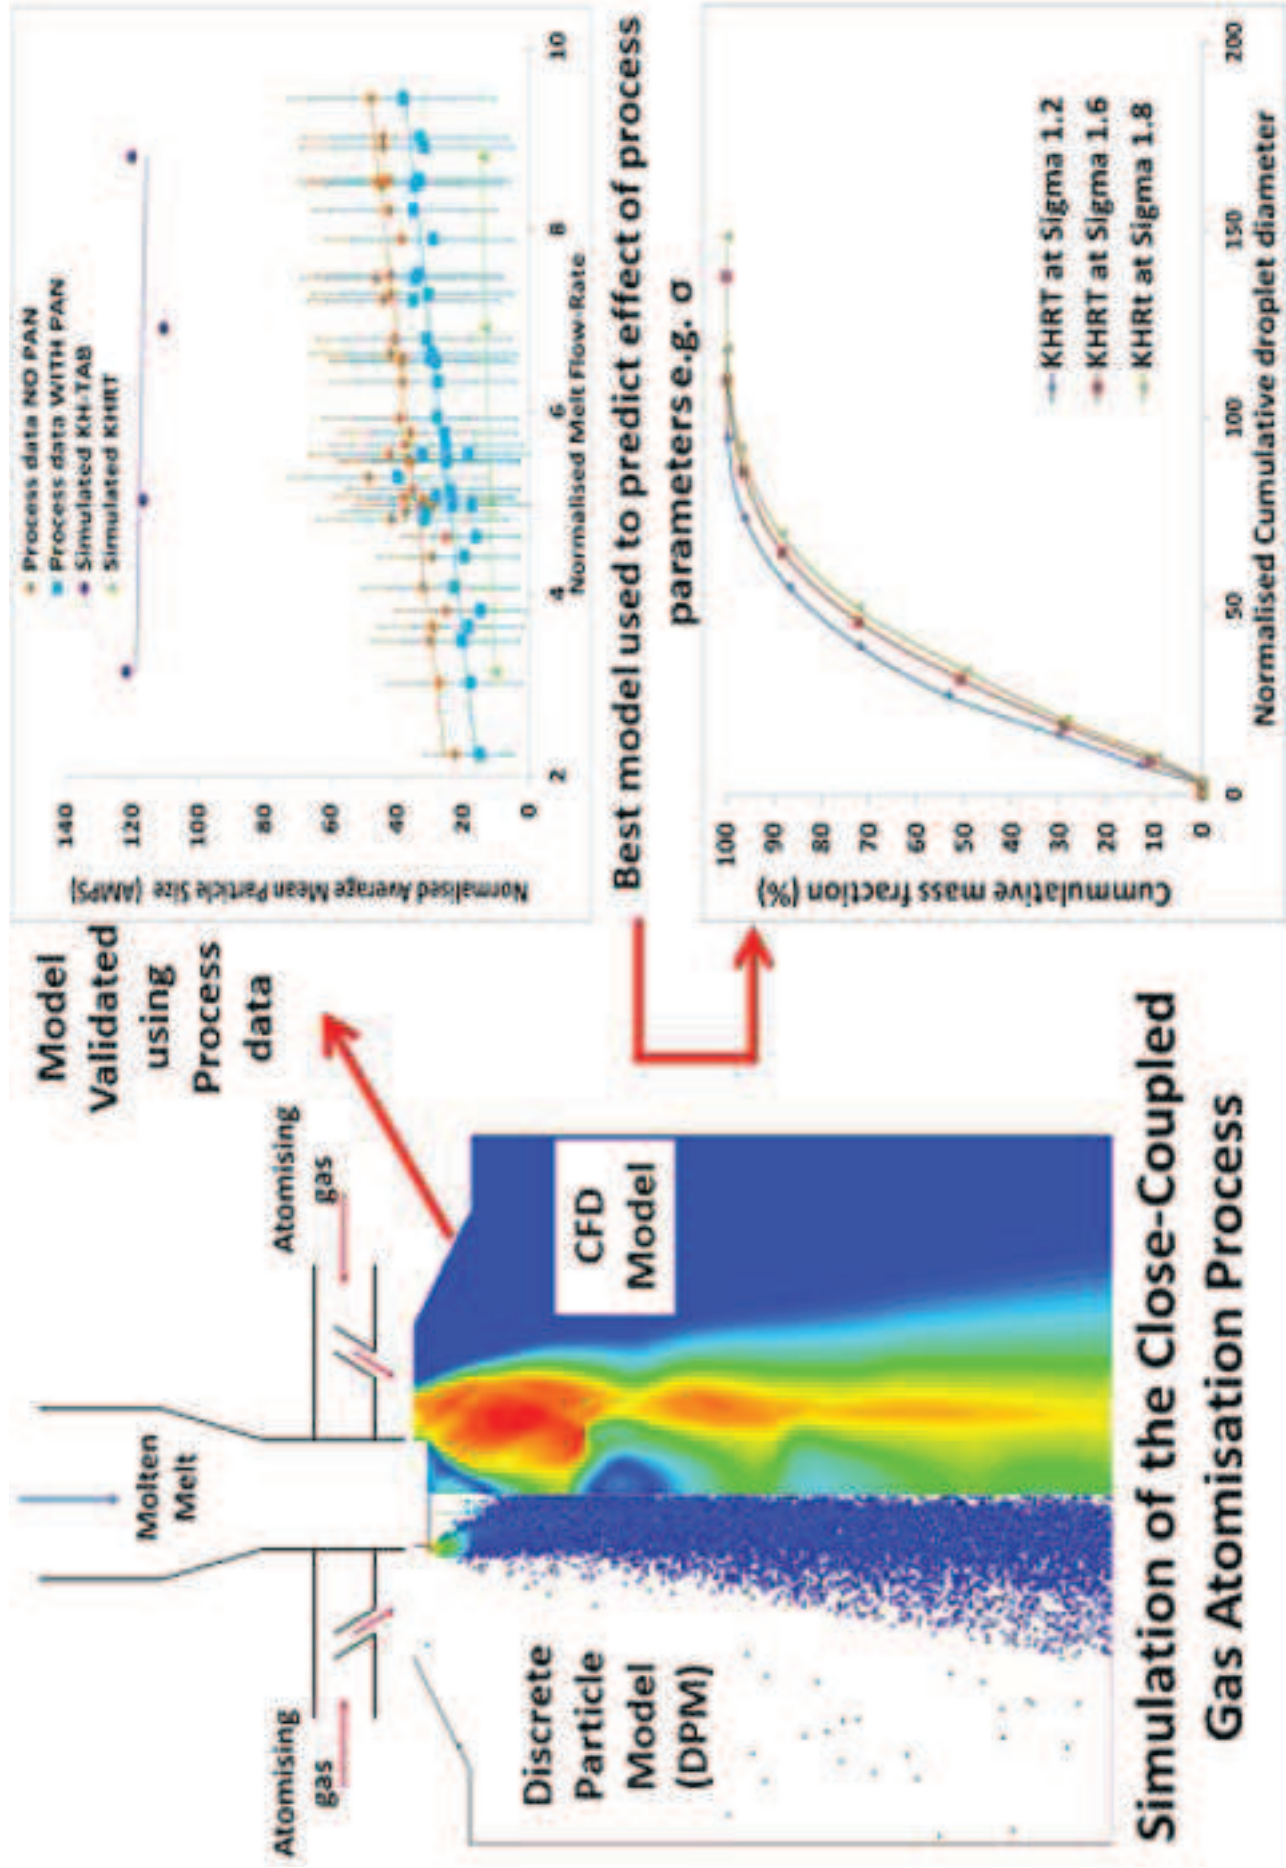 Molten
Melt
Atomising
gas
Atomising
gas
Discrete
Particle
Model
(DPM)
CFD
Model
Simulation of the Close-Coupled
Gas Atomisation Process
Model
Validated
using
Process
data
Process data NO PAN
Process data WITH PAN
Simulated KH-TAB
Simulated KHRT
Normalised Average Mean Particle Size (AMPS)
140
120
100
80
60
40
20
0
2
4
6
8
10
Normalised Melt Flow-Rate
Best model used to predict effect of process
parameters e.g. σ
Cummulative mass fraction (%)
100
90
80
70
60
50
40
30
20
10
0
0
50
100
150
200
KHRT at Sigma 1.2
KHRT at Sigma 1.6
KHRt at Sigma 1.8
Normalised Cumulative droplet diameter